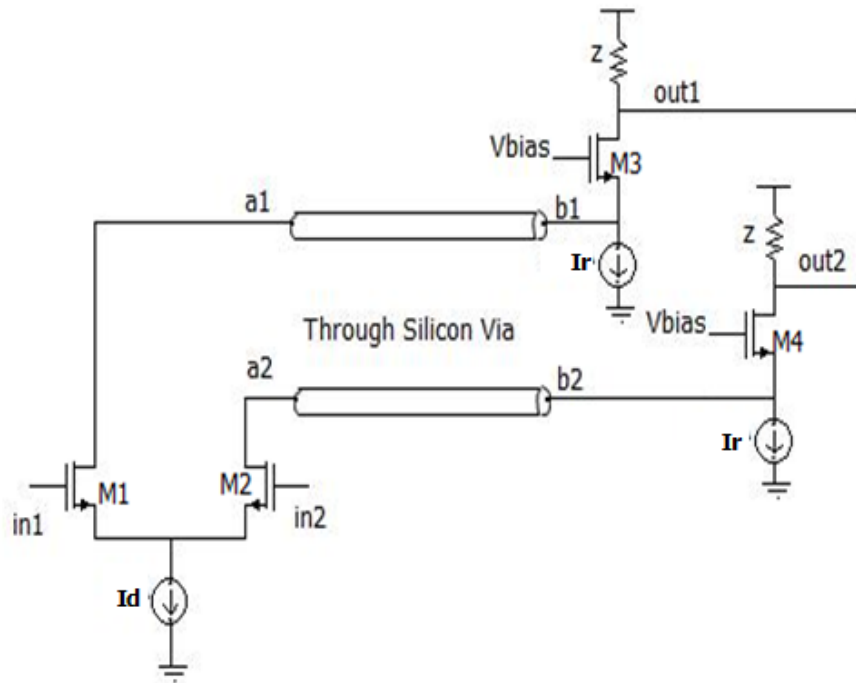 z
out1
Vbias
M3
a1
b1
Ir
z
out2
Through Silicon Via
Vbias
M4
a2
b2
Ir
M1
M2
in1
in2
Id